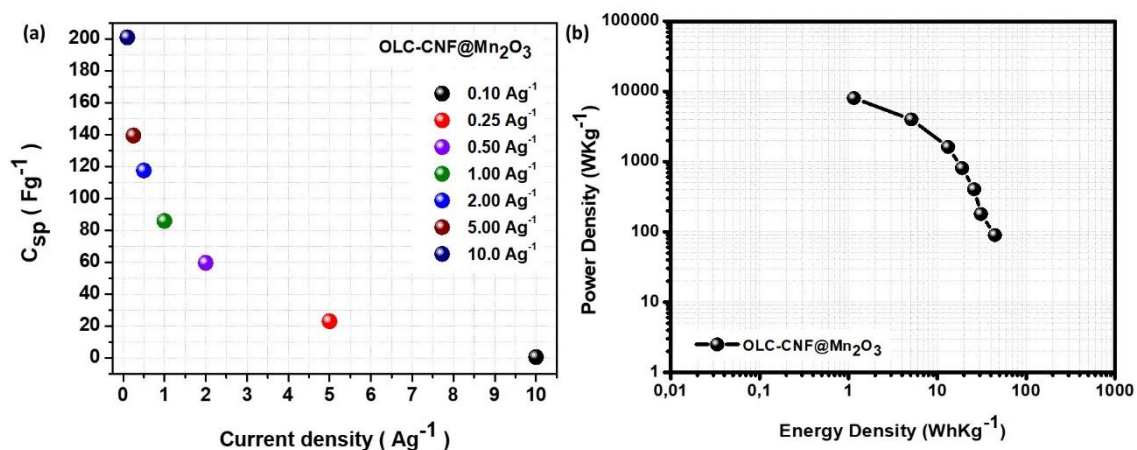 (a)
OLC-CNF@Mn₂O₃
200
180
160
140
120
100
80
60
40
20
0
C_sp ( Fg⁻¹ )
0.10 Ag⁻¹
0.25 Ag⁻¹
0.50 Ag⁻¹
1.00 Ag⁻¹
2.00 Ag⁻¹
5.00 Ag⁻¹
10.0 Ag⁻¹
0 1 2 3 4 5 6 7 8 9 10
Current density ( Ag⁻¹ )
(b)
100000
10000
1000
100
10
1
Power Density (WKg⁻¹)
OLC-CNF@Mn₂O₃
0,01 0,1 1 10 100 1000
Energy Density (WhKg⁻¹)